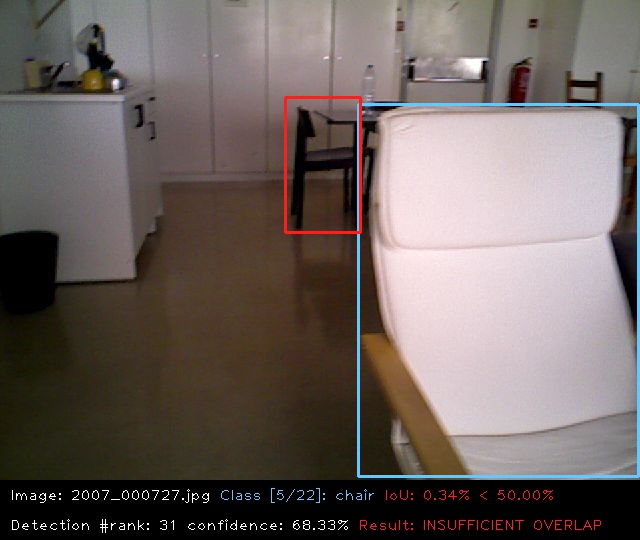 Image: 2007_000727.jpg Class [5/22]: chair IoU: 0.34% < 50.00%
Detection #rank: 31 confidence: 68.33% Result: INSUFFICIENT OVERLAP